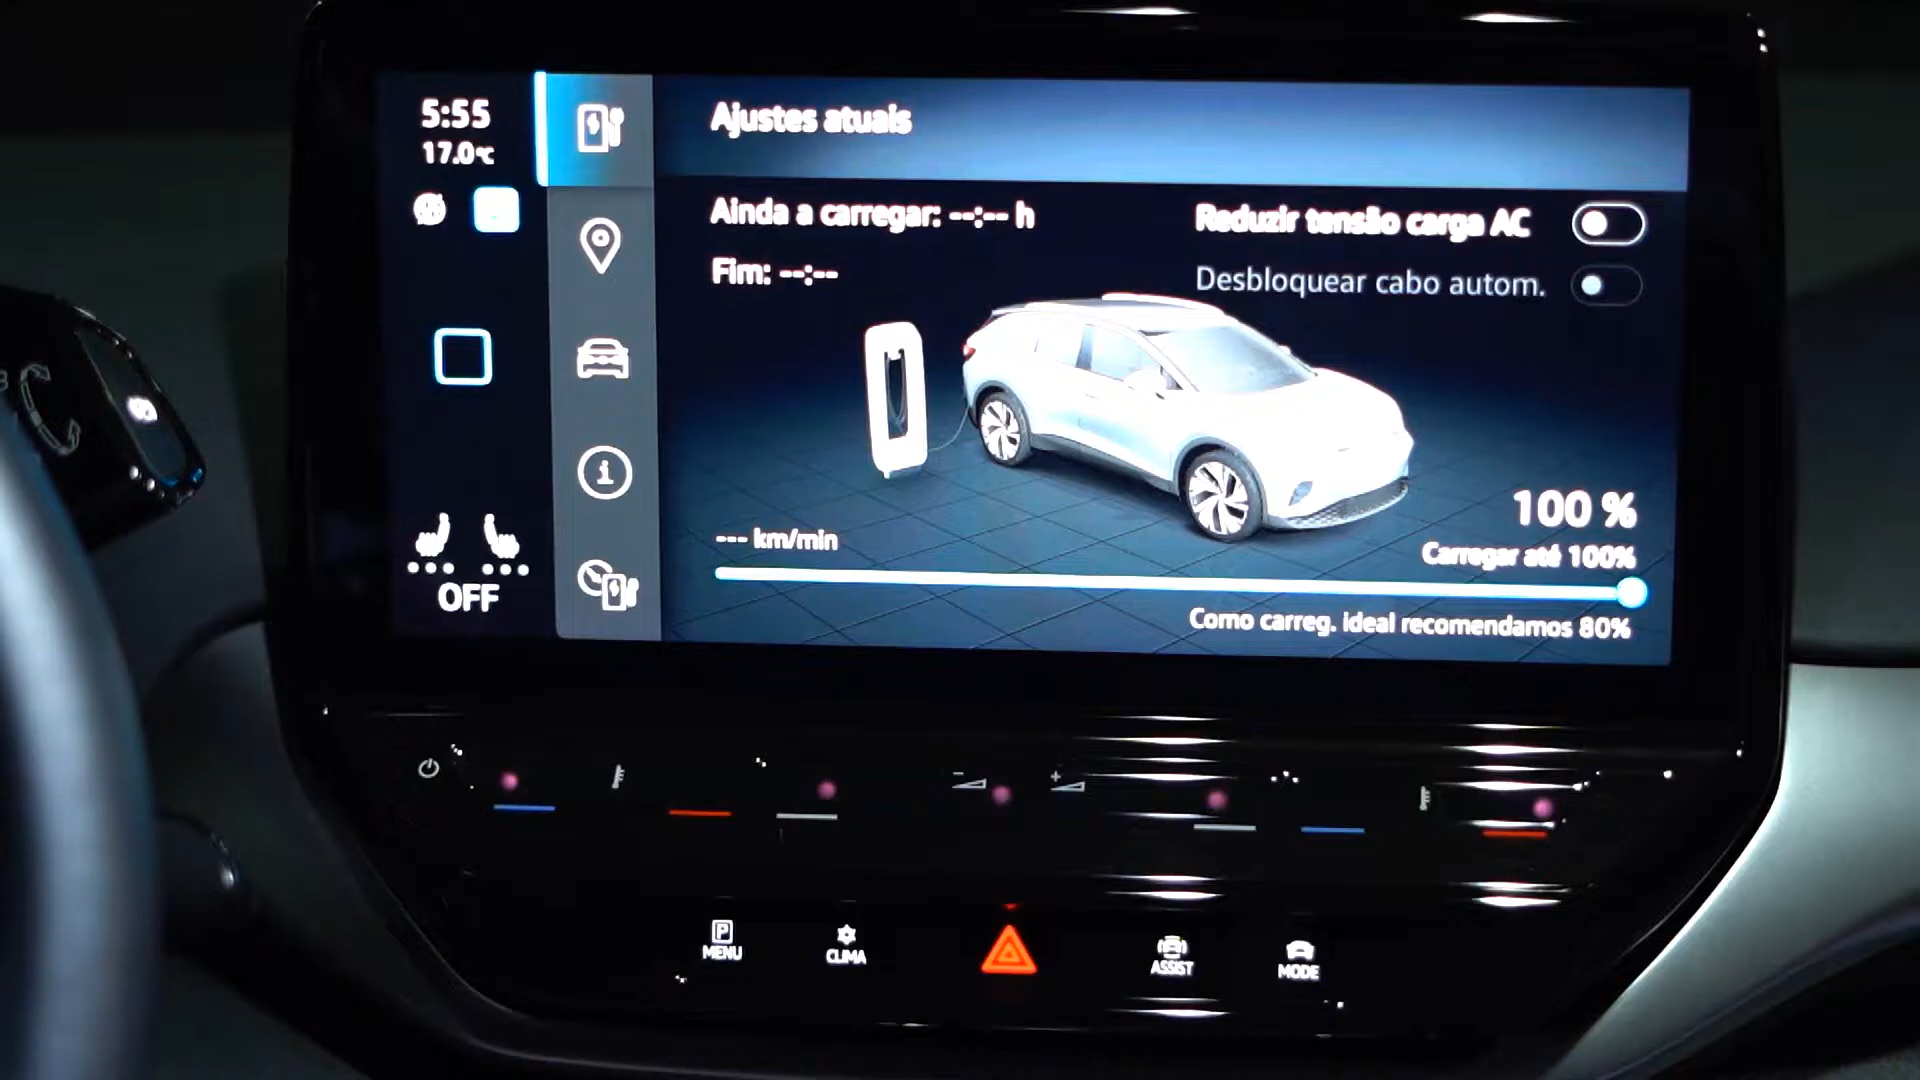 5:55
17.0°C
Ajustes atuais
Ainda a carregar: --:-- h
Fim: --:--
Reduzir tensão carga AC
Desbloquear cabo autom.
100 %
Carregar até 100%
--- km/min
Como carreg. ideal recomendamos 80%
OFF
P
MENU
CLIMA
ASSIST
MODE